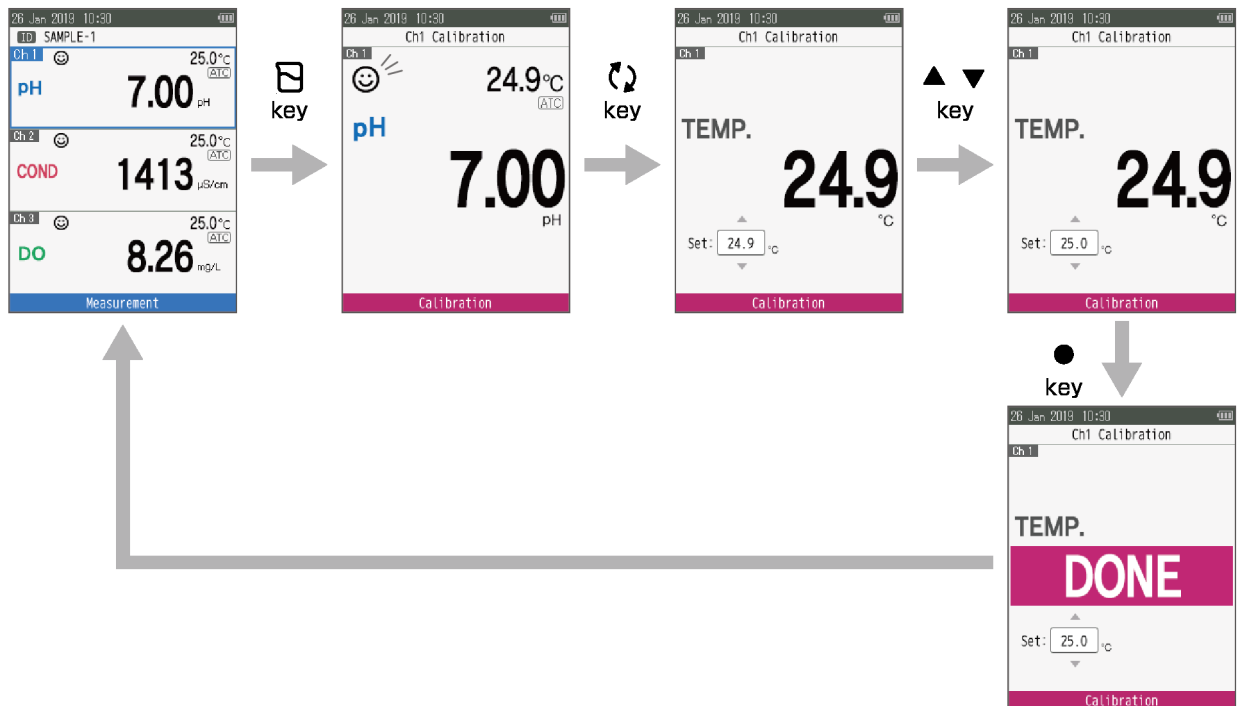 26 Jan 2019 10:30
ID SAMPLE-1
Ch 1
25.0°C
ATC
pH
7.00 pH
Ch 2
25.0°C
ATC
COND
1413 µS/cm
Ch 3
25.0°C
ATC
DO
8.26 mg/L
Measurement
key
26 Jan 2019 10:30
Ch1 Calibration
Ch 1
24.9°C
ATC
pH
7.00
pH
Calibration
key
26 Jan 2019 10:30
Ch1 Calibration
Ch 1
TEMP.
24.9
°C
Set: 24.9 °C
Calibration
▲ ▼
key
26 Jan 2019 10:30
Ch1 Calibration
Ch 1
TEMP.
24.9
°C
Set: 25.0 °C
Calibration
key
26 Jan 2019 10:30
Ch1 Calibration
Ch 1
TEMP.
DONE
Set: 25.0 °C
Calibration